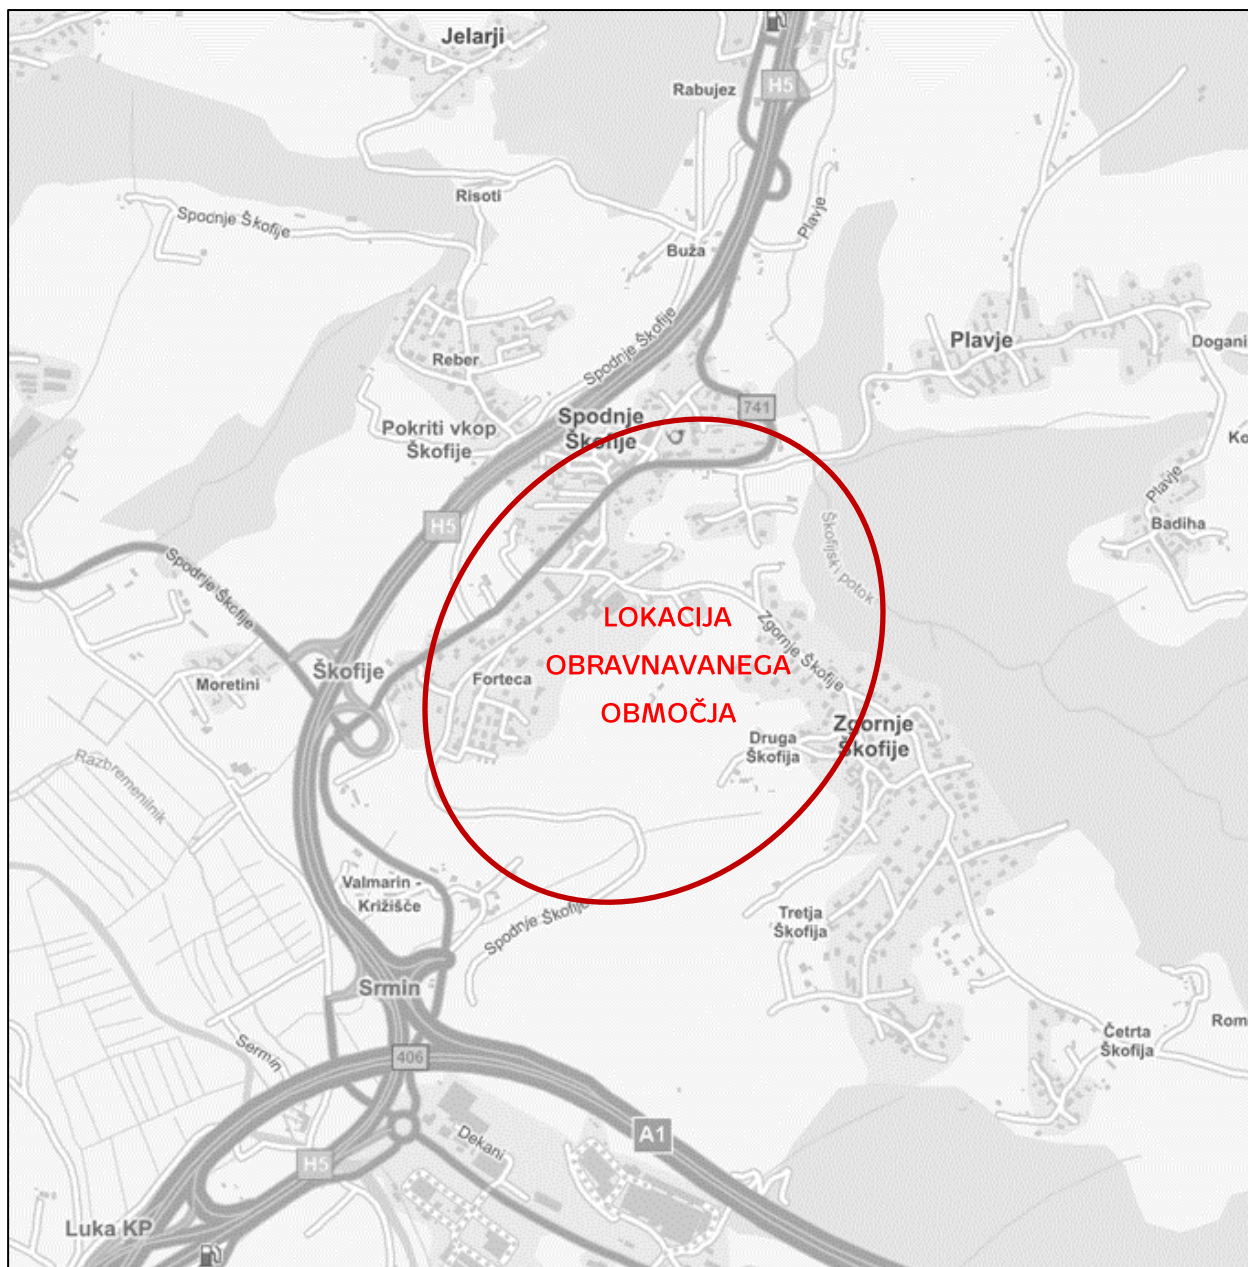 Jelarji
Rabujez
H5
Risoti
Spodnje Škofije
Plavje
Buža
Spodnje Škofije
Reber
Plavje
Dogani
741
Spodnje
Škofije
Pokriti vkop
Škofije
Ko
Plavje
Badiha
H5
Škofijski potok
Spodnje Škofije
LOKACIJA
OBRAVNAVANEGA
OBMOČJA
Zgornje Škofije
Škofije
Moretini
Forteca
Zgornje
Škofije
Druga
Škofija
Razbremenilnik
Valmarin -
Križišče
Spodnje Škofije
Tretja
Škofija
Srmin
Rom
Četrta
Škofija
Sermin
406
A1
Dekani
H5
Luka KP